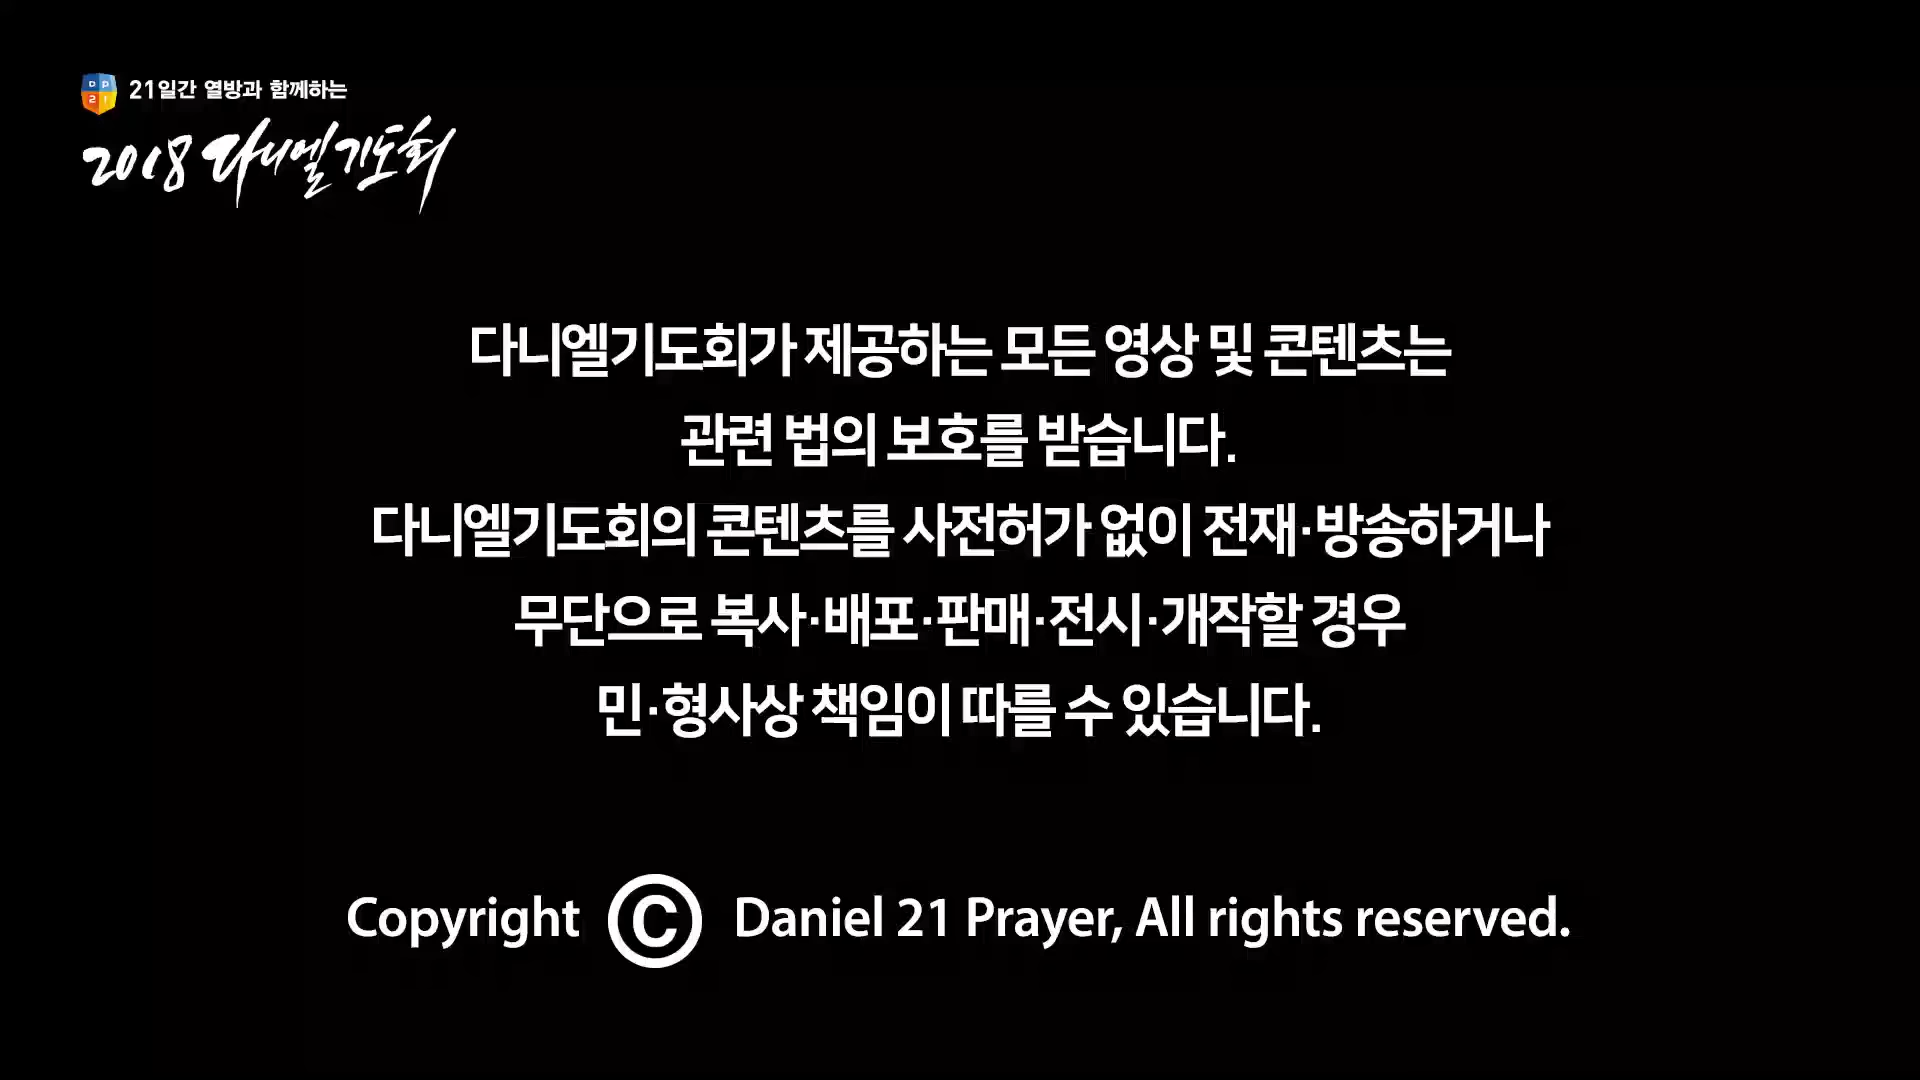 DP
21
21일간 열방과 함께하는
2018 다니엘기도회
다니엘기도회가 제공하는 모든 영상 및 콘텐츠는
관련 법의 보호를 받습니다.
다니엘기도회의 콘텐츠를 사전허가 없이 전재·방송하거나
무단으로 복사·배포·판매·전시·개작할 경우
민·형사상 책임이 따를 수 있습니다.
Copyright © Daniel 21 Prayer, All rights reserved.